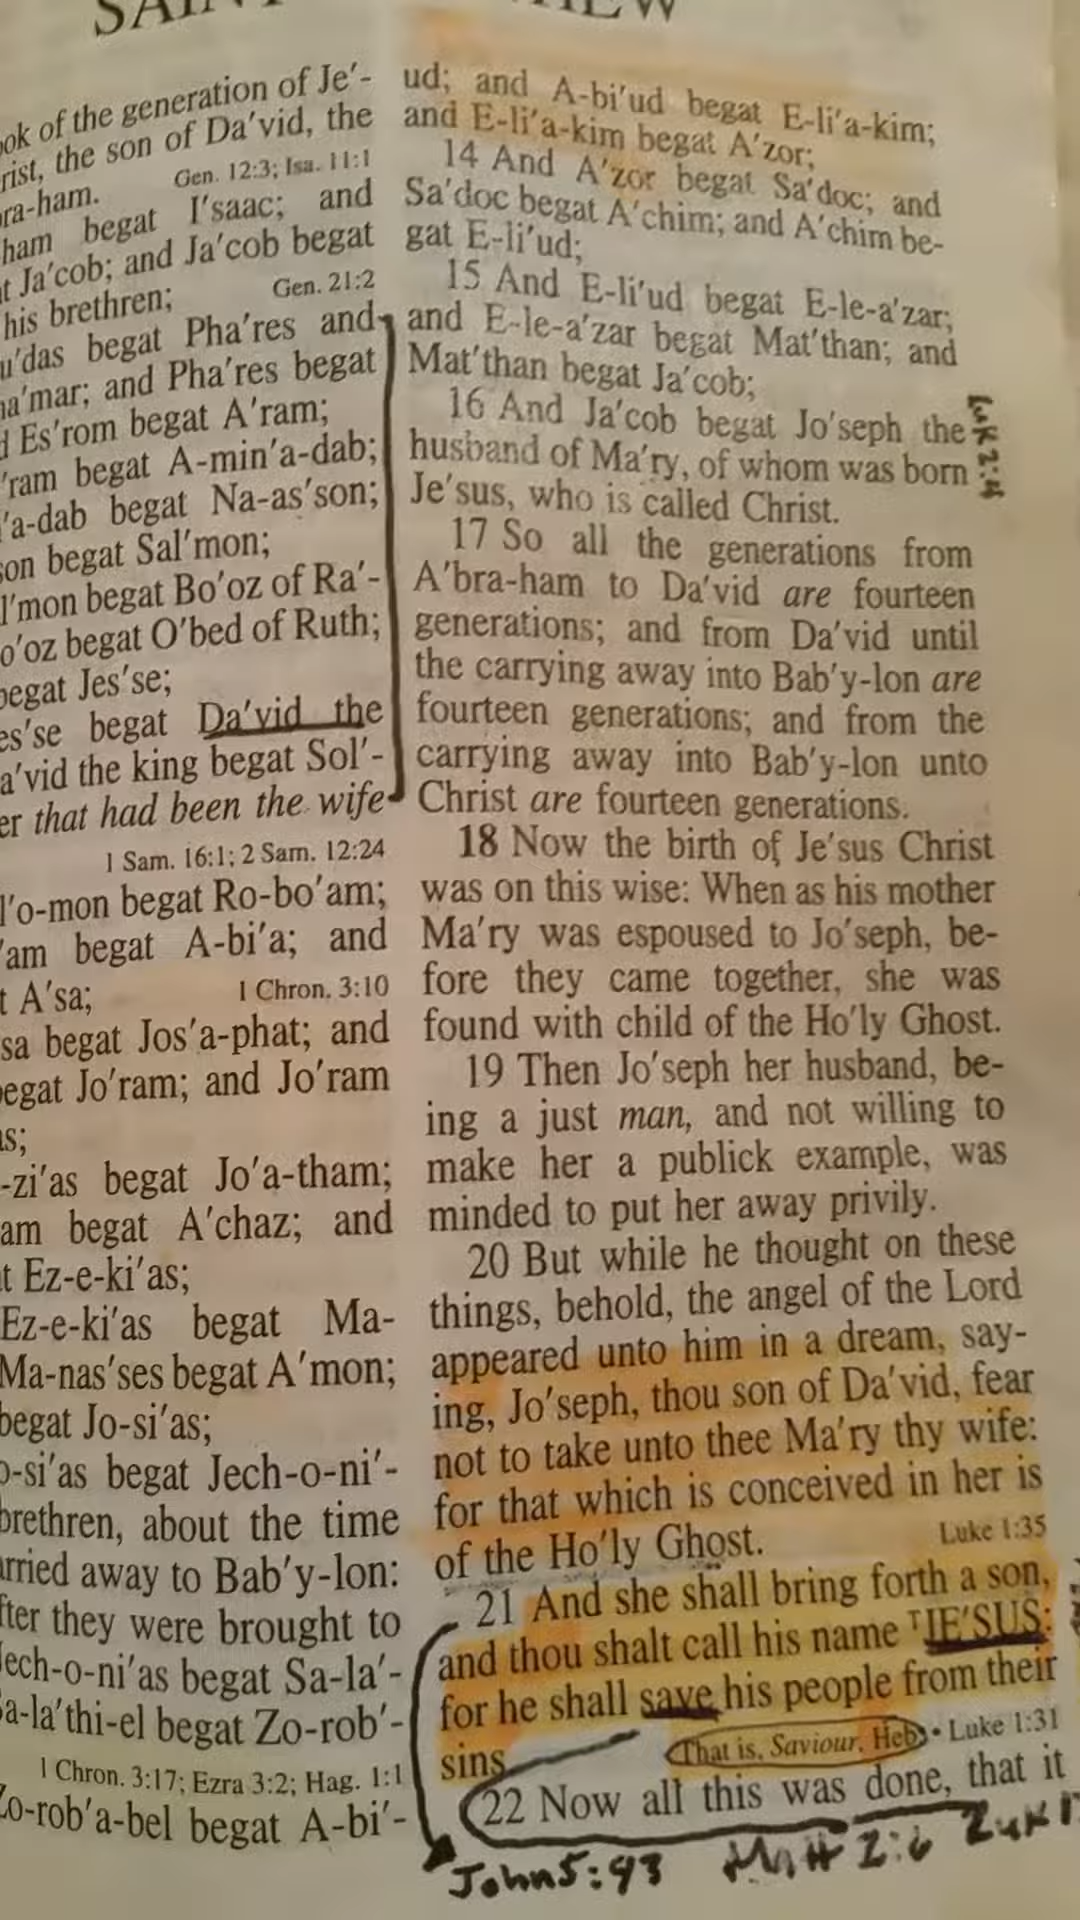 ook of the generation of Je'-
rist, the son of Da'vid, the
ra-ham. Gen. 12:3; Isa. 11:1
ham begat I'saac; and
t Ja'cob; and Ja'cob begat
his brethren; Gen. 21:2
u'das begat Pha'res and
a'mar; and Pha'res begat
d Es'rom begat A'ram;
'ram begat A-min'a-dab;
'a-dab begat Na-as'son;
son begat Sal'mon;
l'mon begat Bo'oz of Ra'-
o'oz begat O'bed of Ruth;
begat Jes'se;
es'se begat Da'vid the
a'vid the king begat Sol'-
er that had been the wife
1 Sam. 16:1; 2 Sam. 12:24
l'o-mon begat Ro-bo'am;
'am begat A-bi'a; and
t A'sa; 1 Chron. 3:10
sa begat Jos'a-phat; and
egat Jo'ram; and Jo'ram
as;
-zi'as begat Jo'a-tham;
am begat A'chaz; and
t Ez-e-ki'as;
Ez-e-ki'as begat Ma-
Ma-nas'ses begat A'mon;
begat Jo-si'as;
o-si'as begat Jech-o-ni'-
brethren, about the time
arried away to Bab'y-lon:
fter they were brought to
Jech-o-ni'as begat Sa-la'-
Sa-la'thi-el begat Zo-rob'-
1 Chron. 3:17; Ezra 3:2; Hag. 1:1
Zo-rob'a-bel begat A-bi'-
ud; and A-bi'ud begat E-li'a-kim;
and E-li'a-kim begat A'zor;
14 And A'zor begat Sa'doc; and
Sa'doc begat A'chim; and A'chim be-
gat E-li'ud;
15 And E-li'ud begat E-le-a'zar;
and E-le-a'zar begat Mat'than; and
Mat'than begat Ja'cob;
16 And Ja'cob begat Jo'seph the
husband of Ma'ry, of whom was born
Je'sus, who is called Christ.
17 So all the generations from
A'bra-ham to Da'vid are fourteen
generations; and from Da'vid until
the carrying away into Bab'y-lon are
fourteen generations; and from the
carrying away into Bab'y-lon unto
Christ are fourteen generations.
18 Now the birth of Je'sus Christ
was on this wise: When as his mother
Ma'ry was espoused to Jo'seph, be-
fore they came together, she was
found with child of the Ho'ly Ghost.
19 Then Jo'seph her husband, be-
ing a just man, and not willing to
make her a publick example, was
minded to put her away privily.
20 But while he thought on these
things, behold, the angel of the Lord
appeared unto him in a dream, say-
ing, Jo'seph, thou son of Da'vid, fear
not to take unto thee Ma'ry thy wife:
for that which is conceived in her is
of the Ho'ly Ghost. Luke 1:35
21 And she shall bring forth a son,
and thou shalt call his name ᵀJE'SUS:
for he shall save his people from their
sins That is, Saviour, Heb • Luke 1:31
22 Now all this was done, that it
John 5:43 Matt 2:6
Luk 2:4